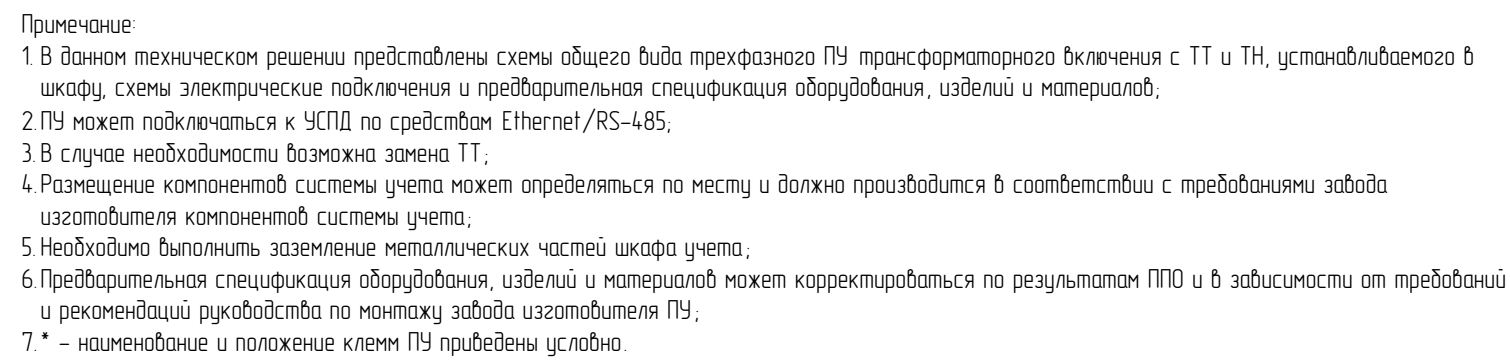 Примечание:
1. В данном техническом решении представлены схемы общего вида трехфазного ПУ трансформаторного включения с ТТ и ТН, устанавливаемого в
шкафу, схемы электрические подключения и предварительная спецификация оборудования, изделий и материалов;
2. ПУ может подключаться к УСПД по средствам Ethernet/RS-485;
3. В случае необходимости возможна замена ТТ;
4. Размещение компонентов системы учета может определяться по месту и должно производится в соответствии с требованиями завода
изготовителя компонентов системы учета;
5. Необходимо выполнить заземление металлических частей шкафа учета;
6. Предварительная спецификация оборудования, изделий и материалов может корректироваться по результатам ППО и в зависимости от требований
и рекомендаций руководства по монтажу завода изготовителя ПУ;
7. * – наименование и положение клемм ПУ приведены условно.